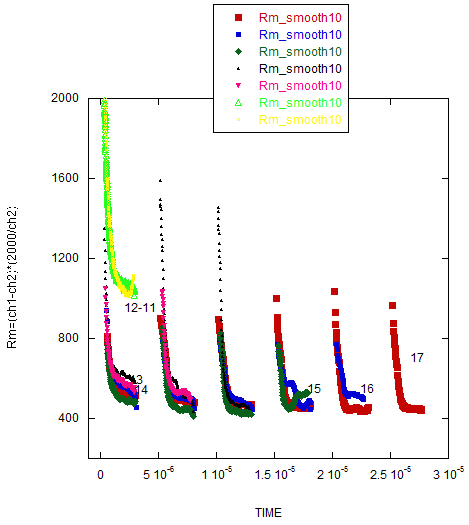 Rm_smooth10
Rm_smooth10
Rm_smooth10
Rm_smooth10
Rm_smooth10
Rm_smooth10
Rm_smooth10
2000
1600
1200
800
400
Rm=(ch1-ch2)*(2000/ch2)
12-11
3
14
15
16
17
0
5 10⁻⁶
1 10⁻⁵
1.5 10⁻⁵
2 10⁻⁵
2.5 10⁻⁵
3 10⁻⁵
TIME